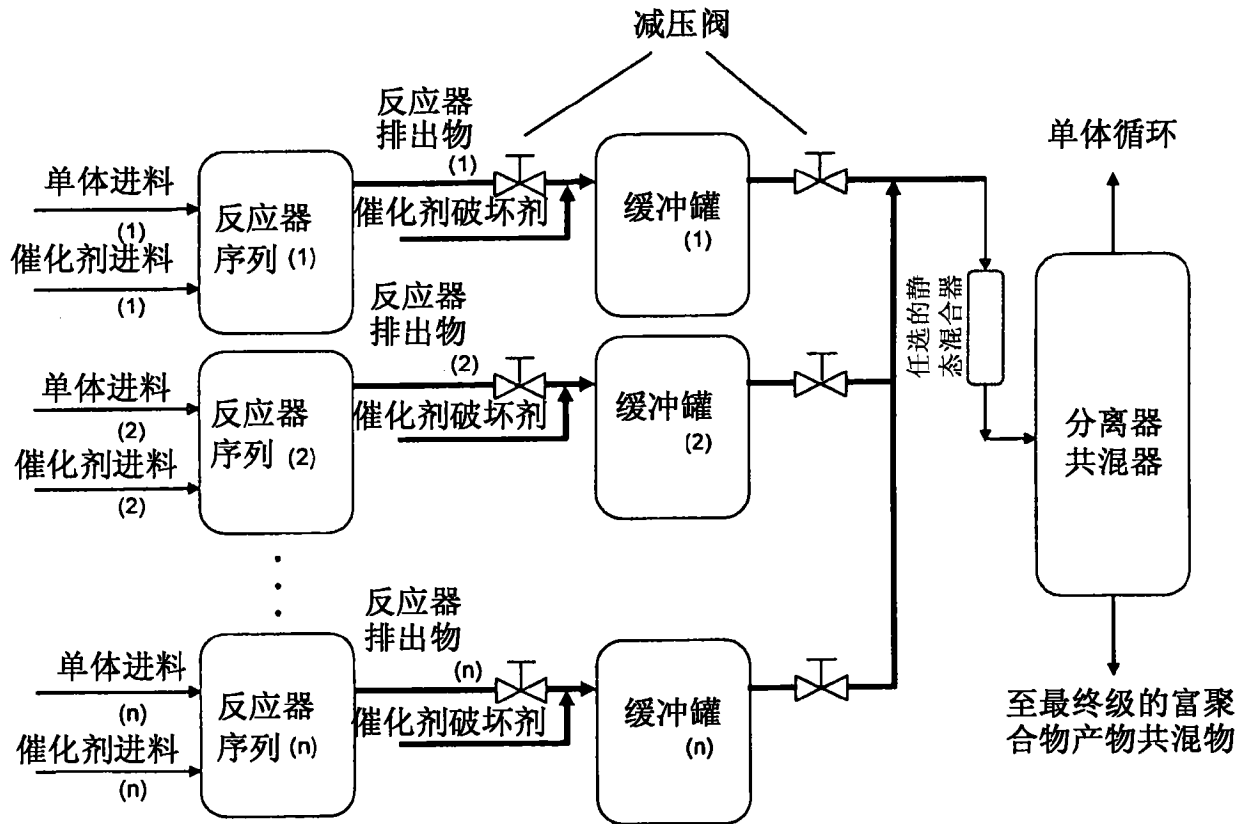 减压阀
反应器
排出物
(1)
单体进料
(1)
催化剂进料
(1)
反应器
序列 (1)
催化剂破坏剂
缓冲罐
(1)
单体循环
反应器
排出物
(2)
单体进料
(2)
催化剂进料
(2)
反应器
序列 (2)
催化剂破坏剂
缓冲罐
(2)
任选的静
态混合器
分离器
共混器
反应器
排出物
(n)
单体进料
(n)
催化剂进料
(n)
反应器
序列 (n)
催化剂破坏剂
缓冲罐
(n)
至最终级的富聚
合物产物共混物